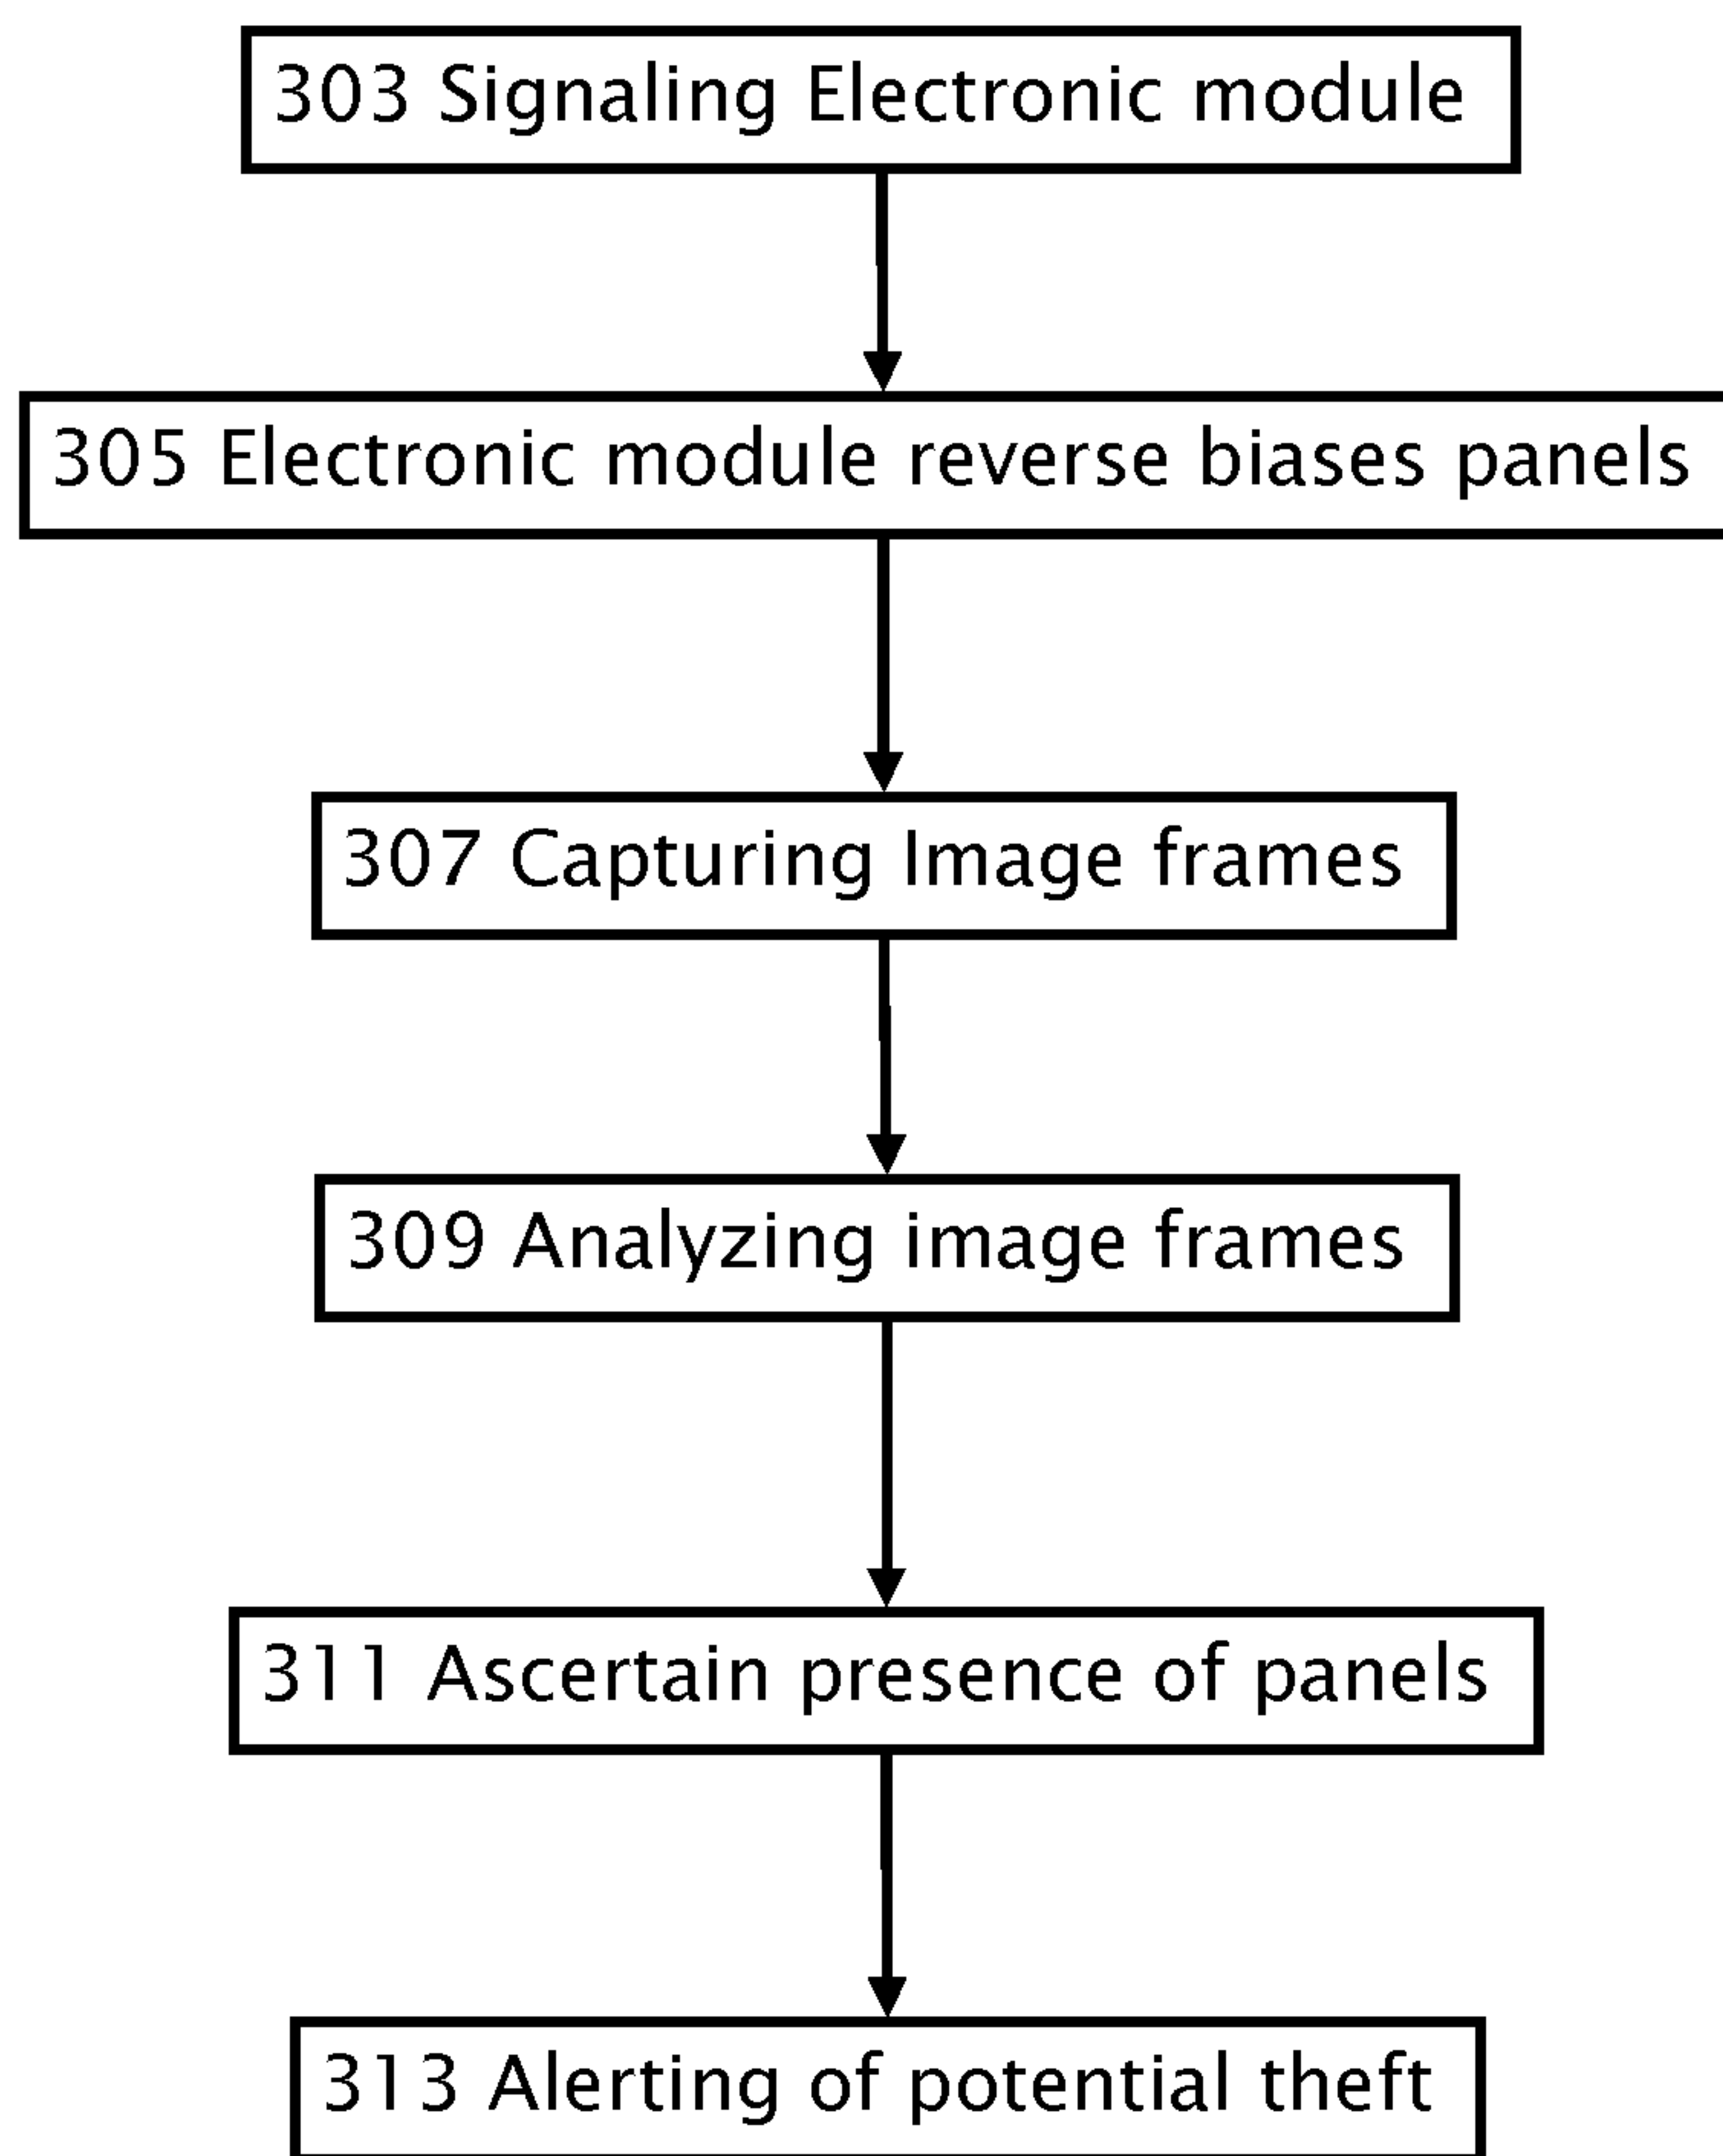 303 Signaling Electronic module
305 Electronic module reverse biases panels
307 Capturing Image frames
309 Analyzing image frames
311 Ascertain presence of panels
313 Alerting of potential theft